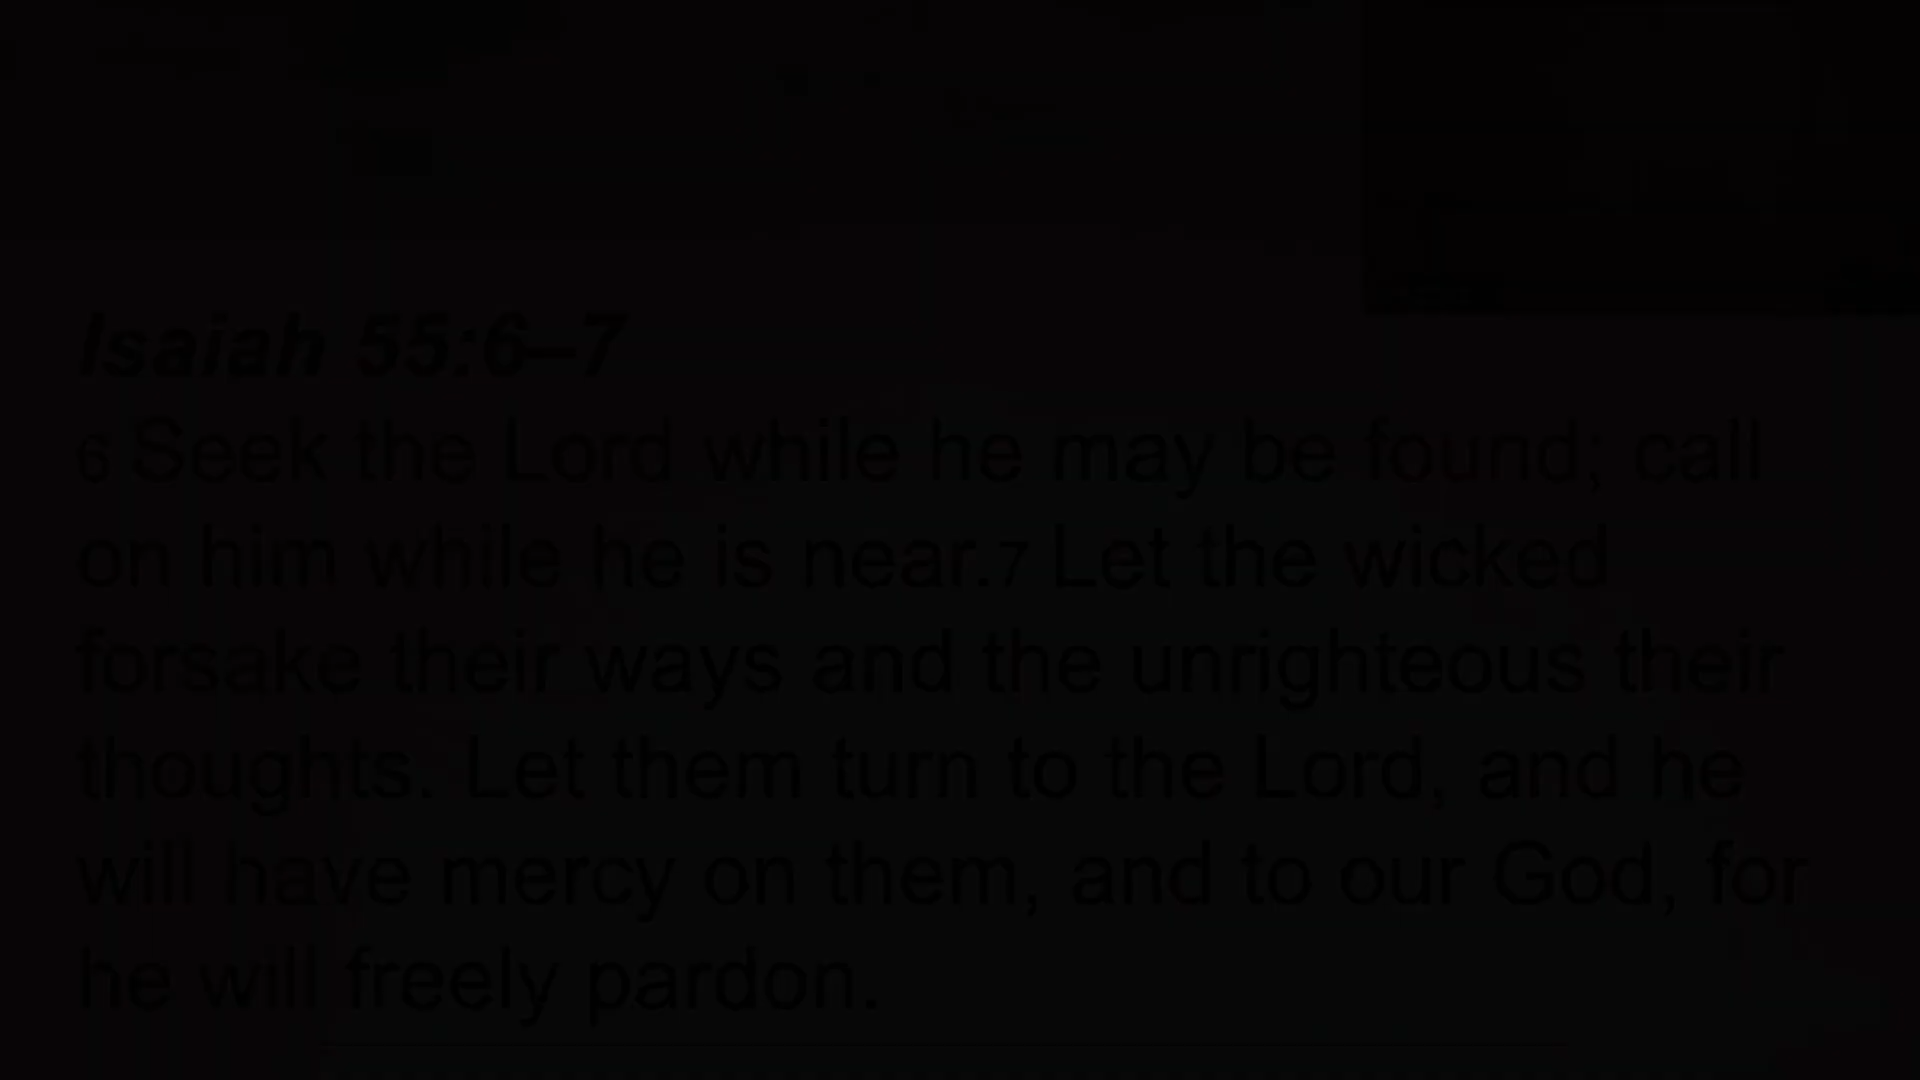 Isaiah 55:6–7
6 Seek the Lord while he may be found; call
on him while he is near.7 Let the wicked
forsake their ways and the unrighteous their
thoughts. Let them turn to the Lord, and he
will have mercy on them, and to our God, for
he will freely pardon.